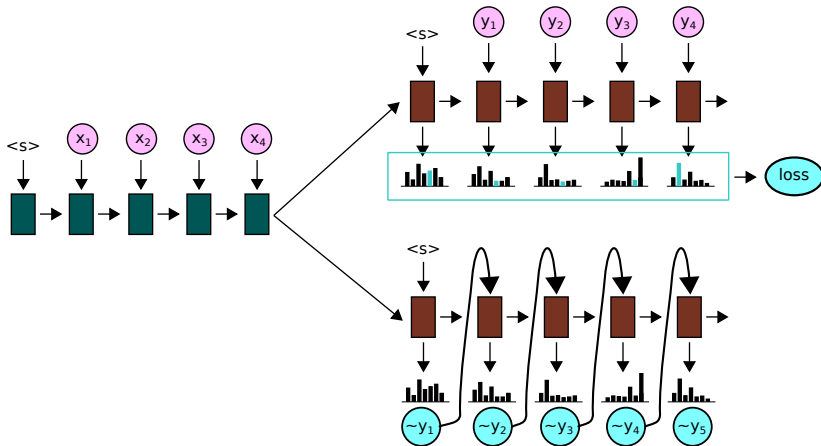 y₁ y₂ y₃ y₄
<s>
x₁ x₂ x₃ x₄
<s>
loss
<s>
~y₁ ~y₂ ~y₃ ~y₄ ~y₅